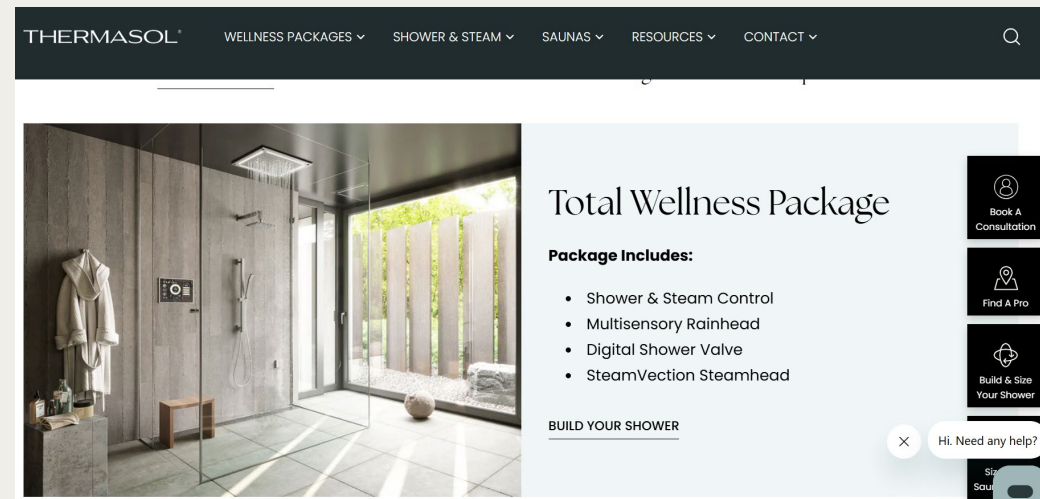 THERMASOL®
WELLNESS PACKAGES
SHOWER & STEAM
SAUNAS
RESOURCES
CONTACT
Total Wellness Package
Package Includes:
• Shower & Steam Control
• Multisensory Rainhead
• Digital Shower Valve
• SteamVection Steamhead
BUILD YOUR SHOWER
Book A
Consultation
Find A Pro
Build & Size
Your Shower
Hi. Need any help?